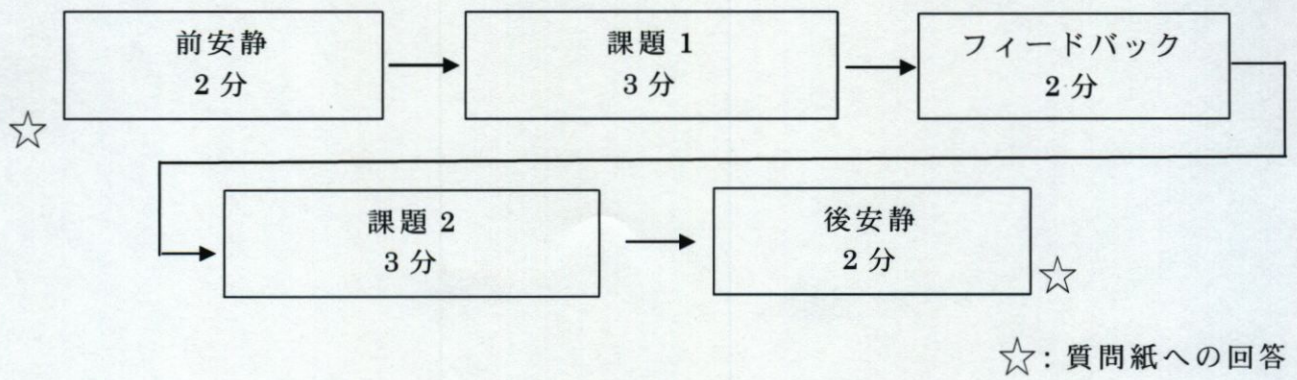 前安静
2分
課題1
3分
フィードバック
2分
☆
課題2
3分
後安静
2分
☆
☆:質問紙への回答